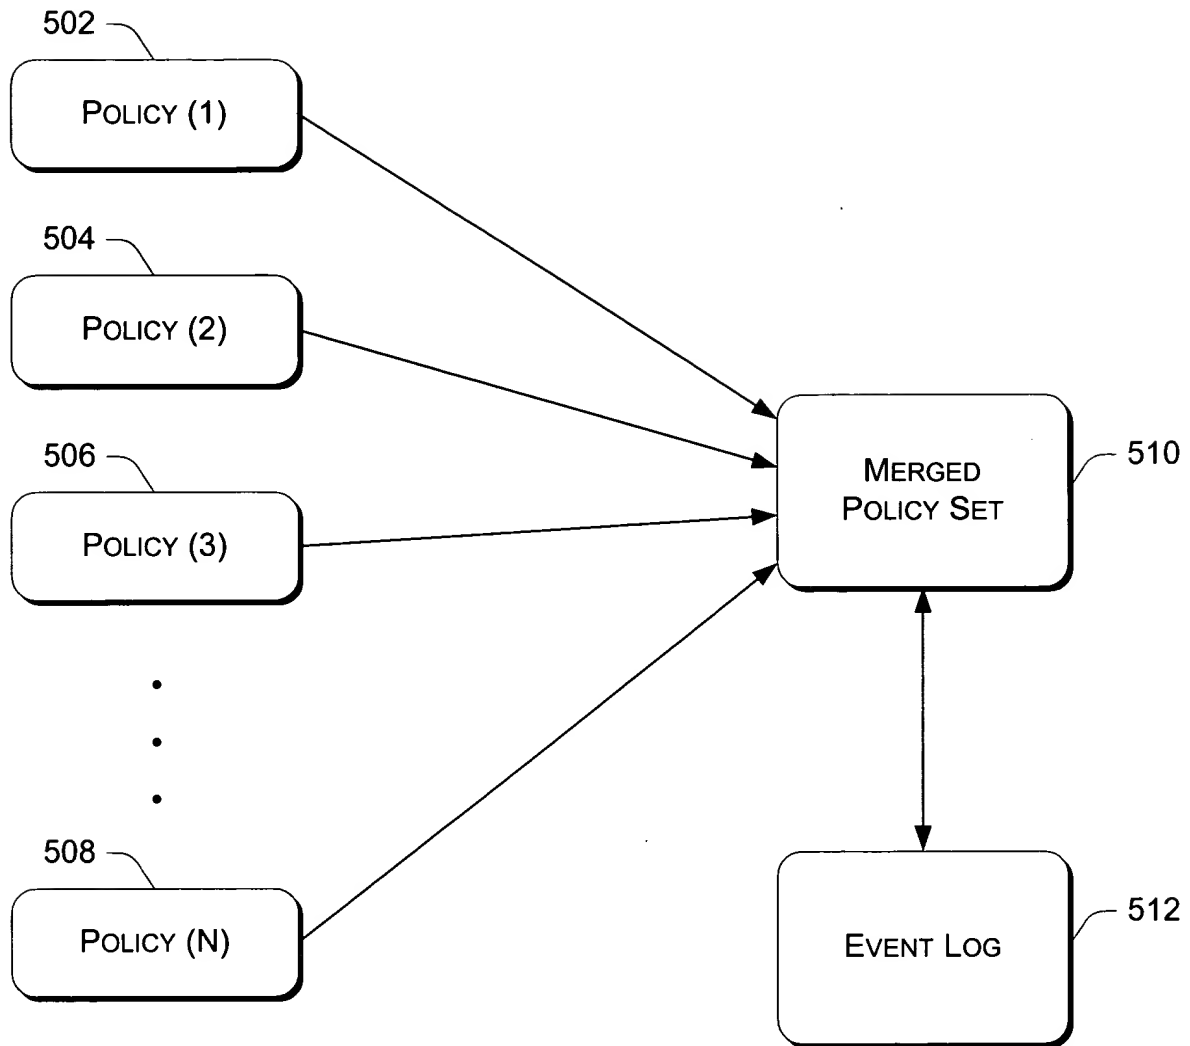 502
POLICY (1)
504
POLICY (2)
506
POLICY (3)
508
POLICY (N)
MERGED
POLICY SET
510
EVENT LOG
512